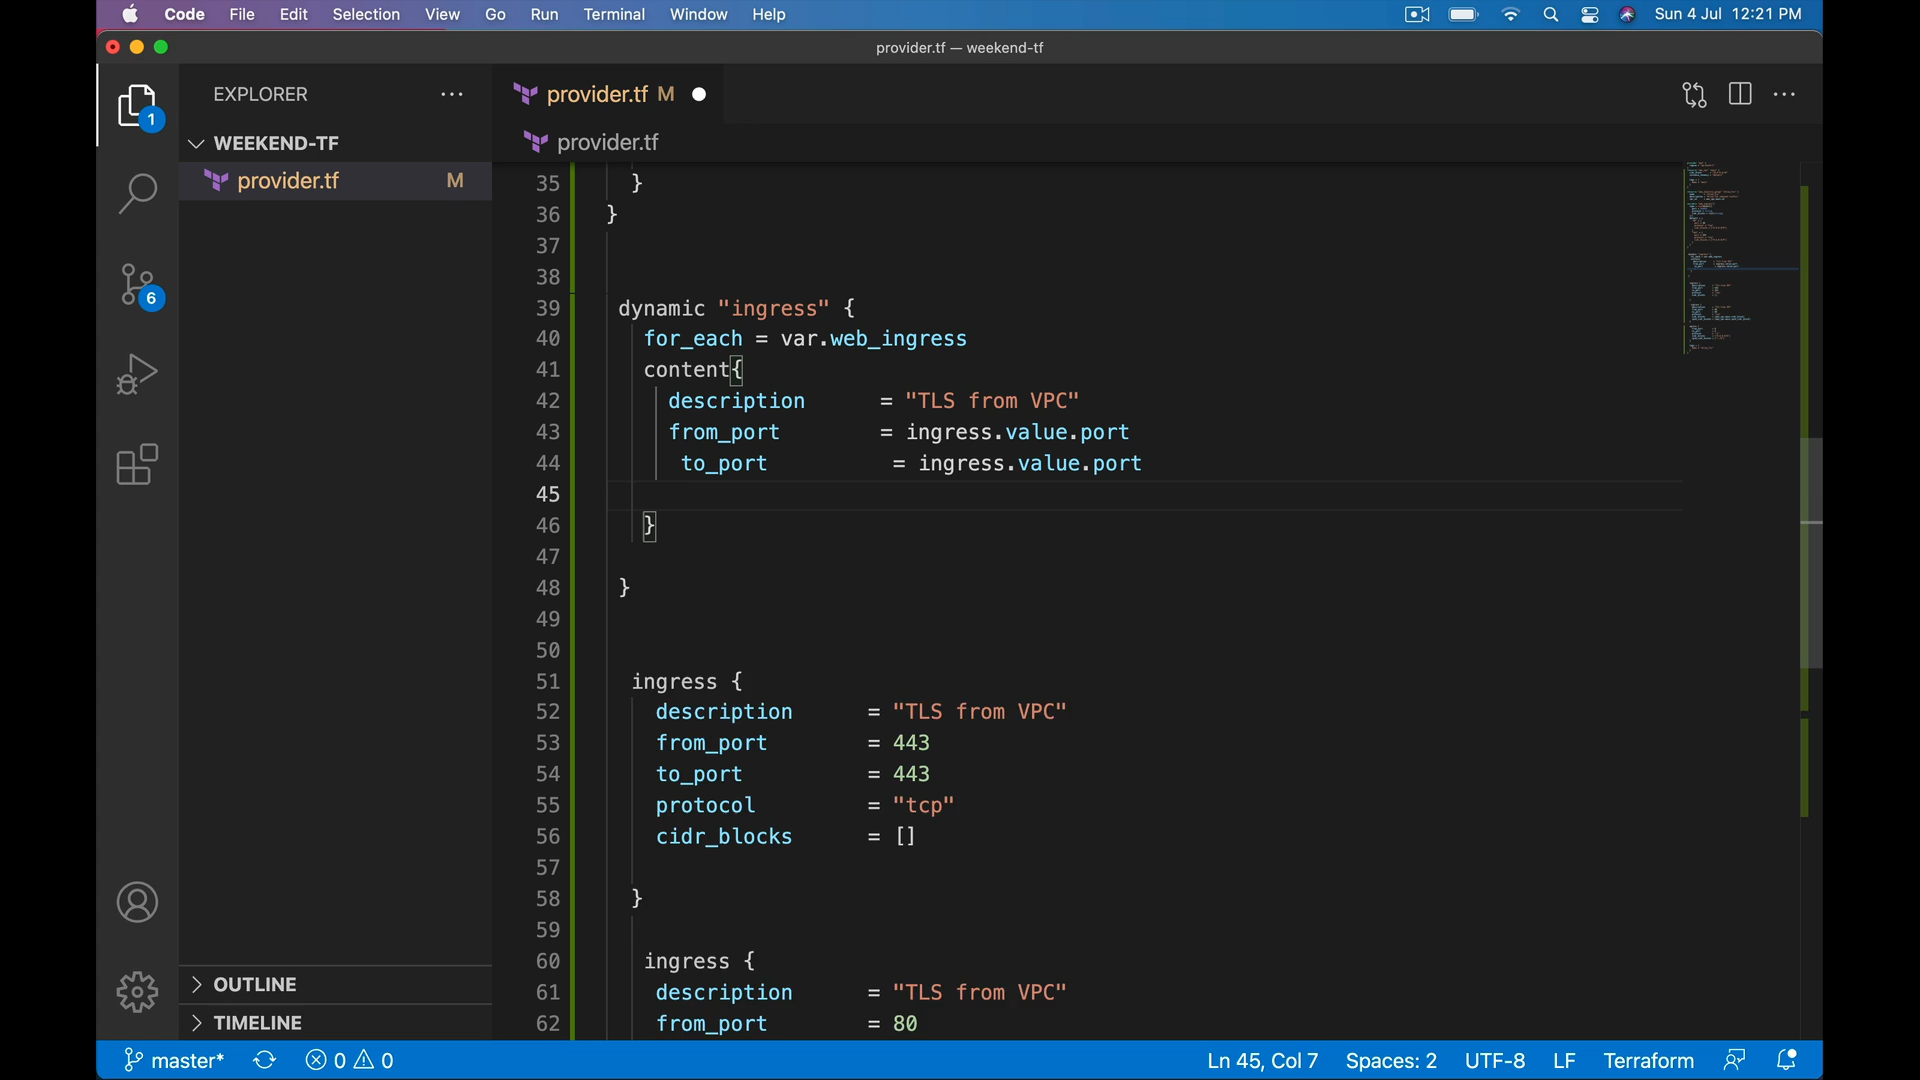 Code File Edit Selection View Go Run Terminal Window Help Sun 4 Jul 12:21 PM
provider.tf — weekend-tf
EXPLORER
provider.tf M
1
WEEKEND-TF
provider.tf
provider.tf M
6
35 }
36 }
37
38
39 dynamic "ingress" {
40 for_each = var.web_ingress
41 content{
42 description = "TLS from VPC"
43 from_port = ingress.value.port
44 to_port = ingress.value.port
45
46 }
47
48 }
49
50
51 ingress {
52 description = "TLS from VPC"
53 from_port = 443
54 to_port = 443
55 protocol = "tcp"
56 cidr_blocks = []
57
58 }
59
60 ingress {
61 description = "TLS from VPC"
62 from_port = 80
OUTLINE
TIMELINE
master* 0 0 Ln 45, Col 7 Spaces: 2 UTF-8 LF Terraform